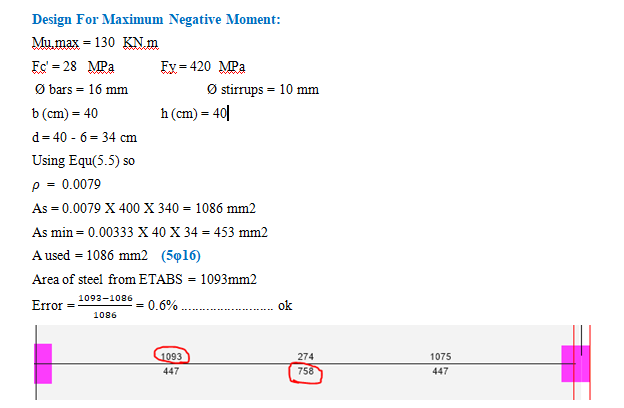 Design For Maximum Negative Moment:
Mu.max = 130 KN.m
Fc' = 28 MPa Fy = 420 MPa
Ø bars = 16 mm Ø stirrups = 10 mm
b (cm) = 40 h (cm) = 40
d = 40 - 6 = 34 cm
Using Equ(5.5) so
ρ = 0.0079
As = 0.0079 X 400 X 340 = 1086 mm2
As min = 0.00333 X 40 X 34 = 453 mm2
A used = 1086 mm2 (5φ16)
Area of steel from ETABS = 1093mm2
Error = 1093−1086 / 1086 = 0.6% ............................ ok
1093 274 1075
447 758 447